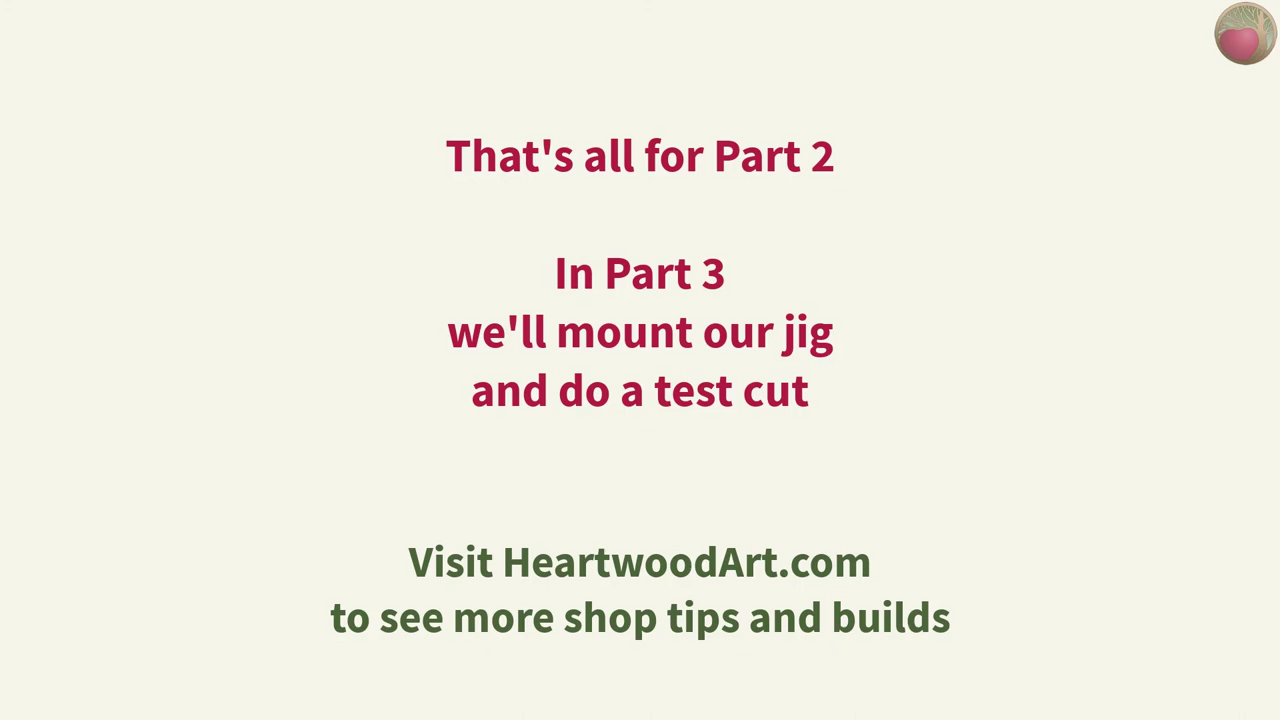 That's all for Part 2
In Part 3
we'll mount our jig
and do a test cut
Visit HeartwoodArt.com
to see more shop tips and builds